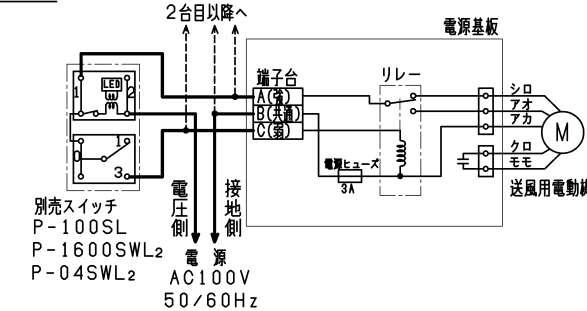 2台目以降へ
電源基板
端子台
リレー
A(強)
B(共通)
C(弱)
シロ
アオ
アカ
クロ
モモ
M
電源ヒューズ
3A
送風用電動機
LED
1
2
0
1
3
別売スイッチ
P-100SL
P-1600SWL2
P-04SWL2
電圧側
接地側
電源
AC100V
50/60Hz